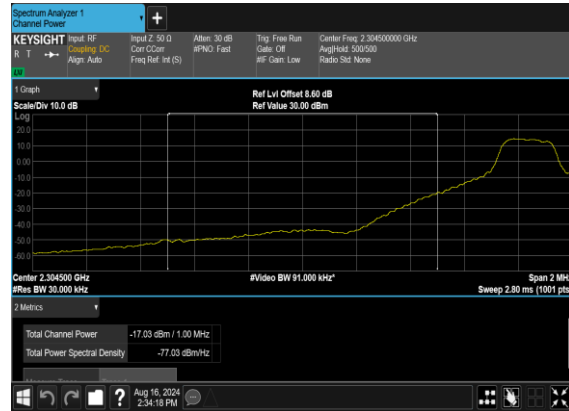 Spectrum Analyzer 1
Channel Power
+
KEYSIGHT Input: RF Input Z: 50 Ω Atten: 30 dB Trig: Free Run Center Freq: 2.304500000 GHz
R T Coupling: DC Corr CCorr #PNO: Fast Gate: Off Avg|Hold: 500/500
Align: Auto Freq Ref: Int (S) #IF Gain: Low Radio Std: None
1 Graph
Ref Lvl Offset 8.60 dB
Scale/Div 10.0 dB Ref Value 30.00 dBm
Log
20.0
10.0
0.00
-10.0
-20.0
-30.0
-40.0
-50.0
-60.0
Center 2.304500 GHz #Video BW 91.000 kHz* Span 2 MHz
#Res BW 30.000 kHz Sweep 2.80 ms (1001 pts
2 Metrics
Total Channel Power -17.03 dBm / 1.00 MHz
Total Power Spectral Density -77.03 dBm/Hz
?
Aug 16, 2024
2:34:18 PM